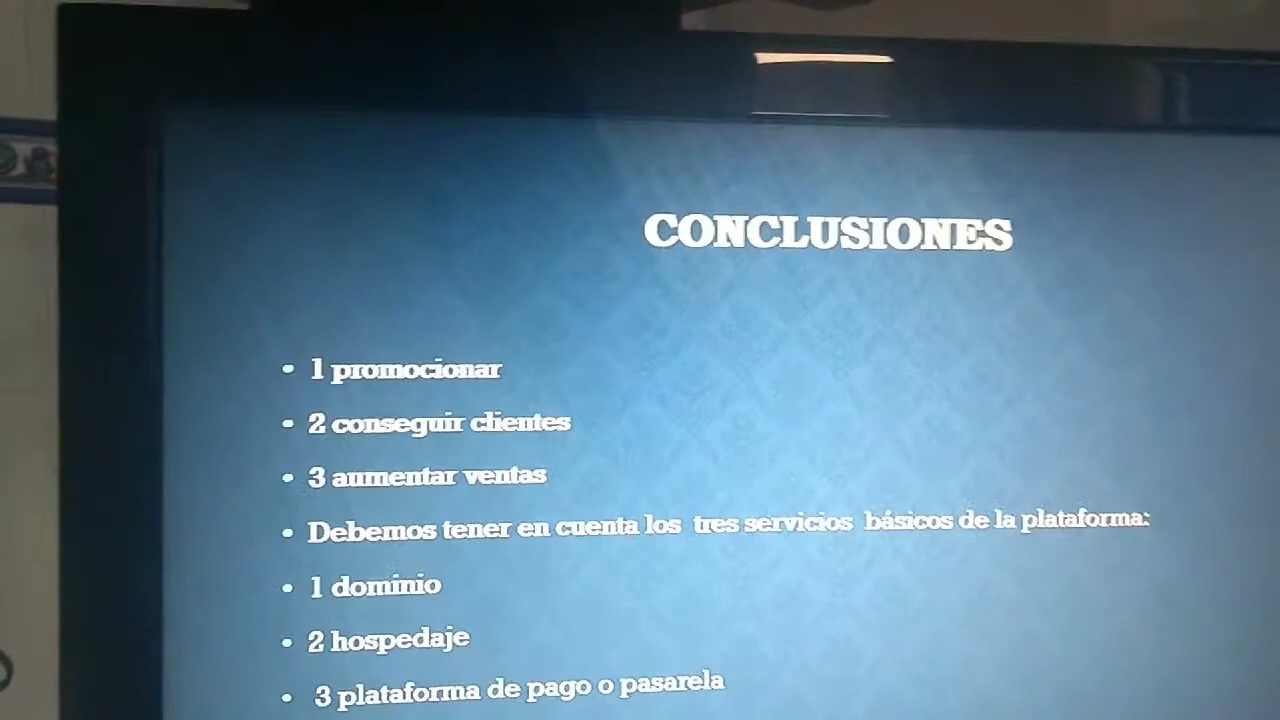 CONCLUSIONES
• 1 promocionar
• 2 conseguir clientes
• 3 aumentar ventas
• Debemos tener en cuenta los tres servicios básicos de la plataforma:
• 1 dominio
• 2 hospedaje
• 3 plataforma de pago o pasarela